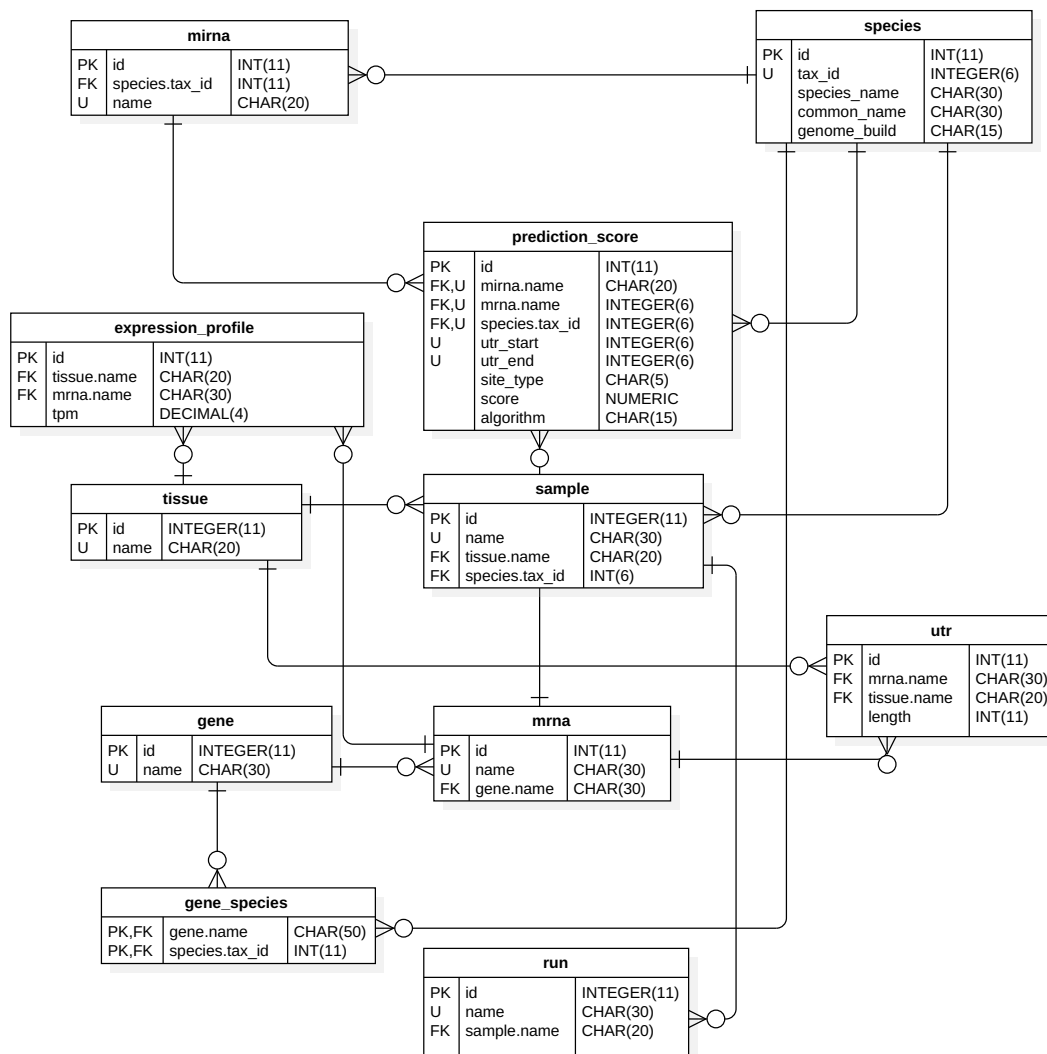 mirna
PK id INT(11)
FK species.tax_id INT(11)
U name CHAR(20)
species
PK id INT(11)
U tax_id INTEGER(6)
species_name CHAR(30)
common_name CHAR(30)
genome_build CHAR(15)
prediction_score
PK id INT(11)
FK,U mirna.name CHAR(20)
FK,U mrna.name INTEGER(6)
FK,U species.tax_id INTEGER(6)
U utr_start INTEGER(6)
U utr_end INTEGER(6)
site_type CHAR(5)
score NUMERIC
algorithm CHAR(15)
expression_profile
PK id INT(11)
FK tissue.name CHAR(20)
FK mrna.name CHAR(30)
tpm DECIMAL(4)
tissue
PK id INTEGER(11)
U name CHAR(20)
sample
PK id INTEGER(11)
U name CHAR(30)
FK tissue.name CHAR(20)
FK species.tax_id INT(6)
utr
PK id INT(11)
FK mrna.name CHAR(30)
FK tissue.name CHAR(20)
length INT(11)
gene
PK id INTEGER(11)
U name CHAR(30)
mrna
PK id INT(11)
U name CHAR(30)
FK gene.name CHAR(30)
gene_species
PK,FK gene.name CHAR(50)
PK,FK species.tax_id INT(11)
run
PK id INTEGER(11)
U name CHAR(30)
FK sample.name CHAR(20)